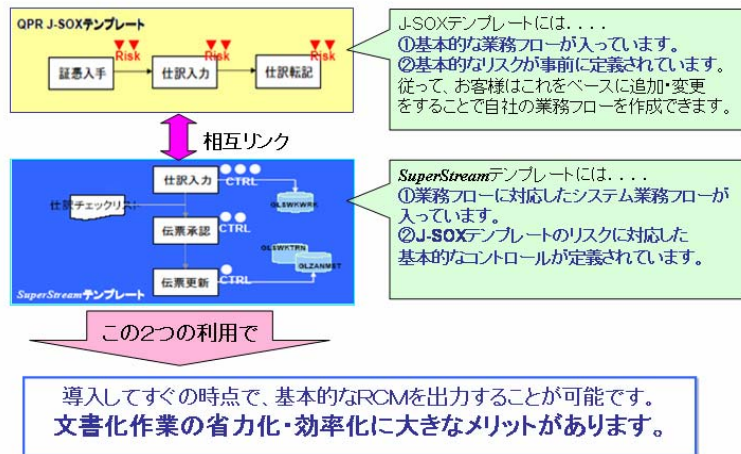 QPR J-SOXテンプレート
Risk
Risk
Risk
証憑入手
仕訳入力
仕訳転記
J-SOXテンプレートには....
①基本的な業務フローが入っています。
②基本的なリスクが事前に定義されています。
従って、お客様はこれをベースに追加・変更
をすることで自社の業務フローを作成できます。
相互リンク
仕訳入力
CTRL
GLSWKWRK
仕訳チェックリスト
伝票承認
CTRL
GLSWKTRN
GLZANMST
伝票更新
CTRL
SuperStreamテンプレート
SuperStreamテンプレートには....
①業務フローに対応したシステム業務フローが
入っています。
②J-SOXテンプレートのリスクに対応した
基本的なコントロールが定義されています。
この2つの利用で
導入してすぐの時点で、基本的なRCMを出力することが可能です。
文書化作業の省力化・効率化に大きなメリットがあります。